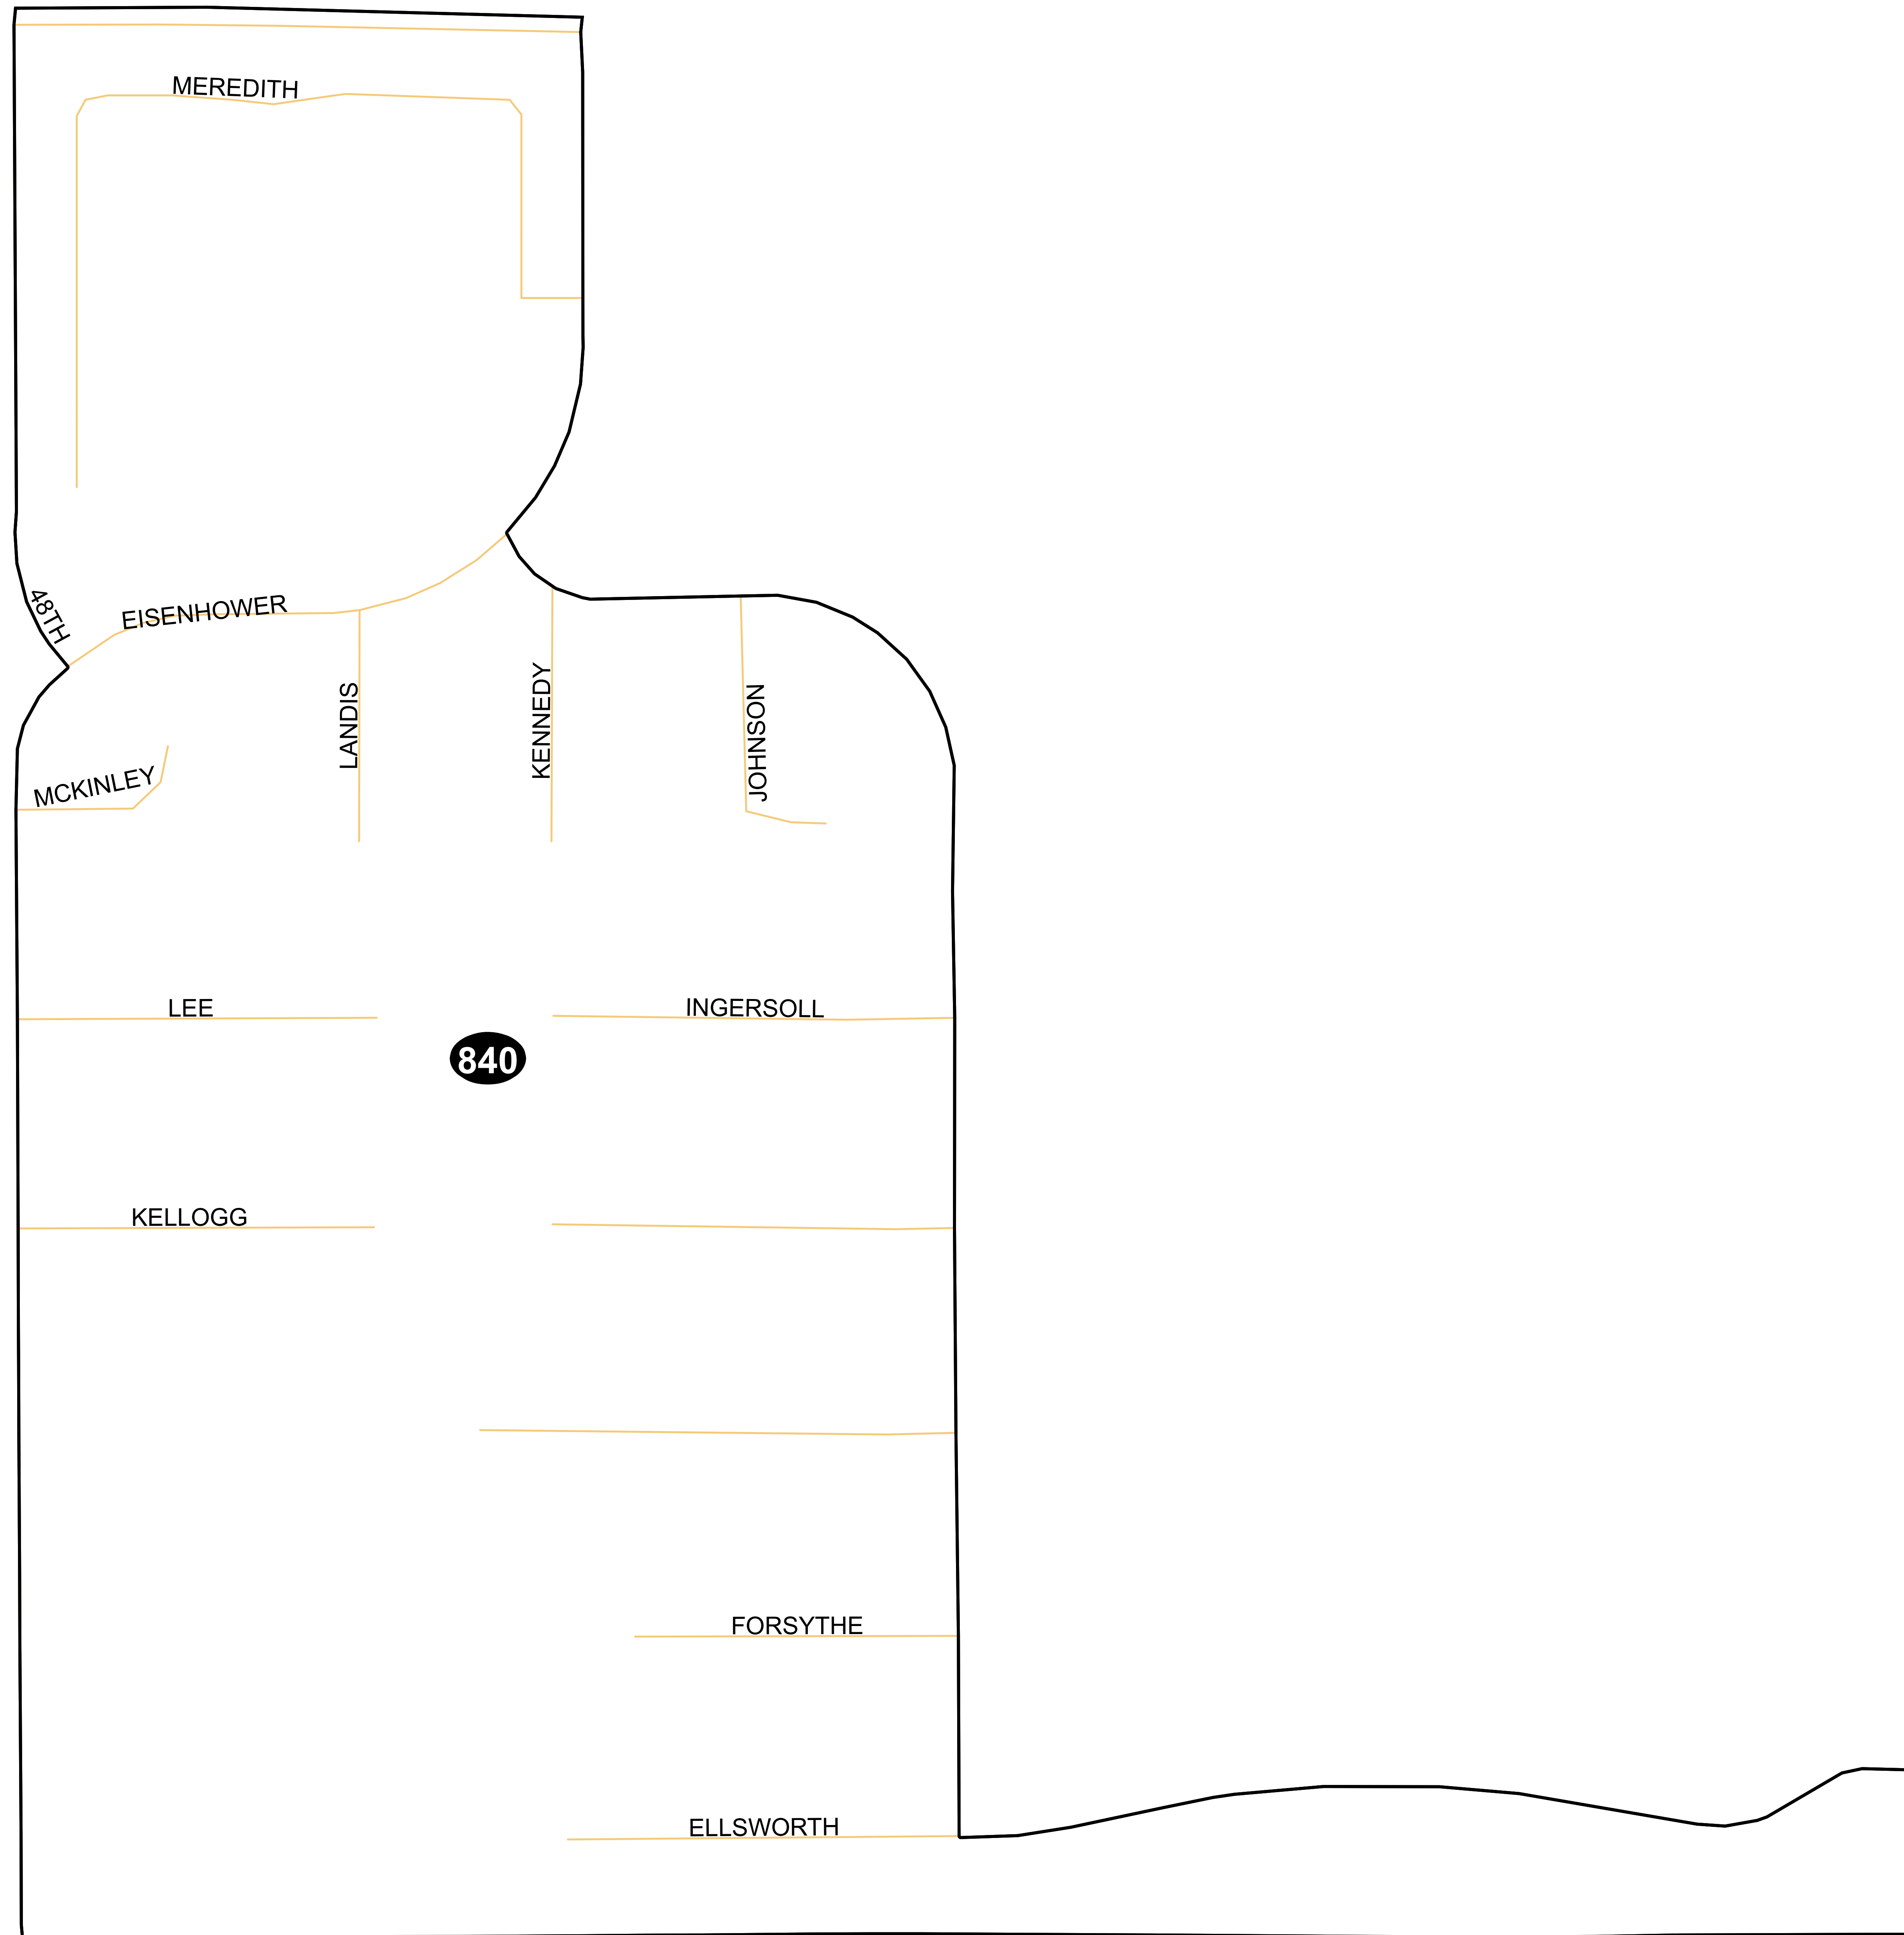 MEREDITH
48TH
EISENHOWER
LANDIS
KENNEDY
JOHNSON
MCKINLEY
LEE
INGERSOLL
840
KELLOGG
FORSYTHE
ELLSWORTH